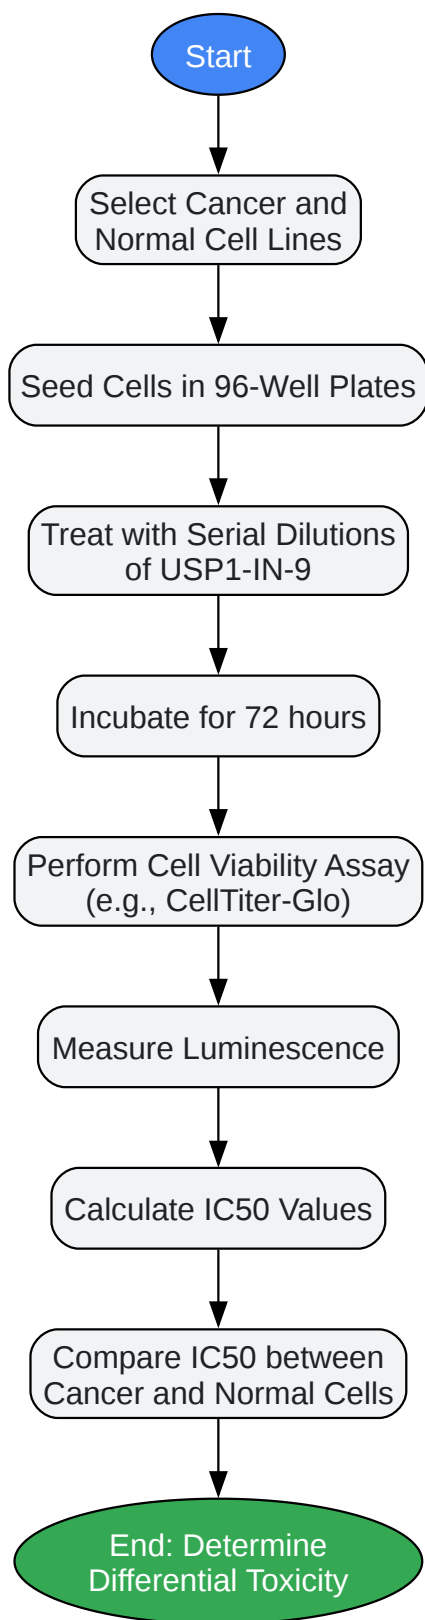 Start
Select Cancer and
Normal Cell Lines
Seed Cells in 96-Well Plates
Treat with Serial Dilutions
of USP1-IN-9
Incubate for 72 hours
Perform Cell Viability Assay
(e.g., CellTiter-Glo)
Measure Luminescence
Calculate IC50 Values
Compare IC50 between
Cancer and Normal Cells
End: Determine
Differential Toxicity